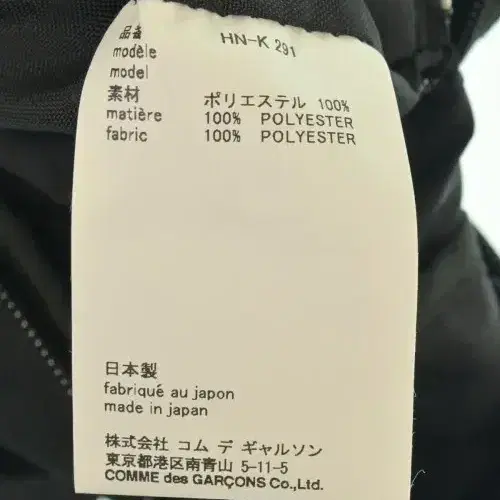 品番 HN-K 291
modèle
model
素材 ポリエステル 100%
matière 100% POLYESTER
fabric 100% POLYESTER
日本製
fabriqué au japon
made in japan
株式会社 コム デ ギャルソン
東京都港区南青山 5-11-5
COMME des GARÇONS Co.,Ltd.